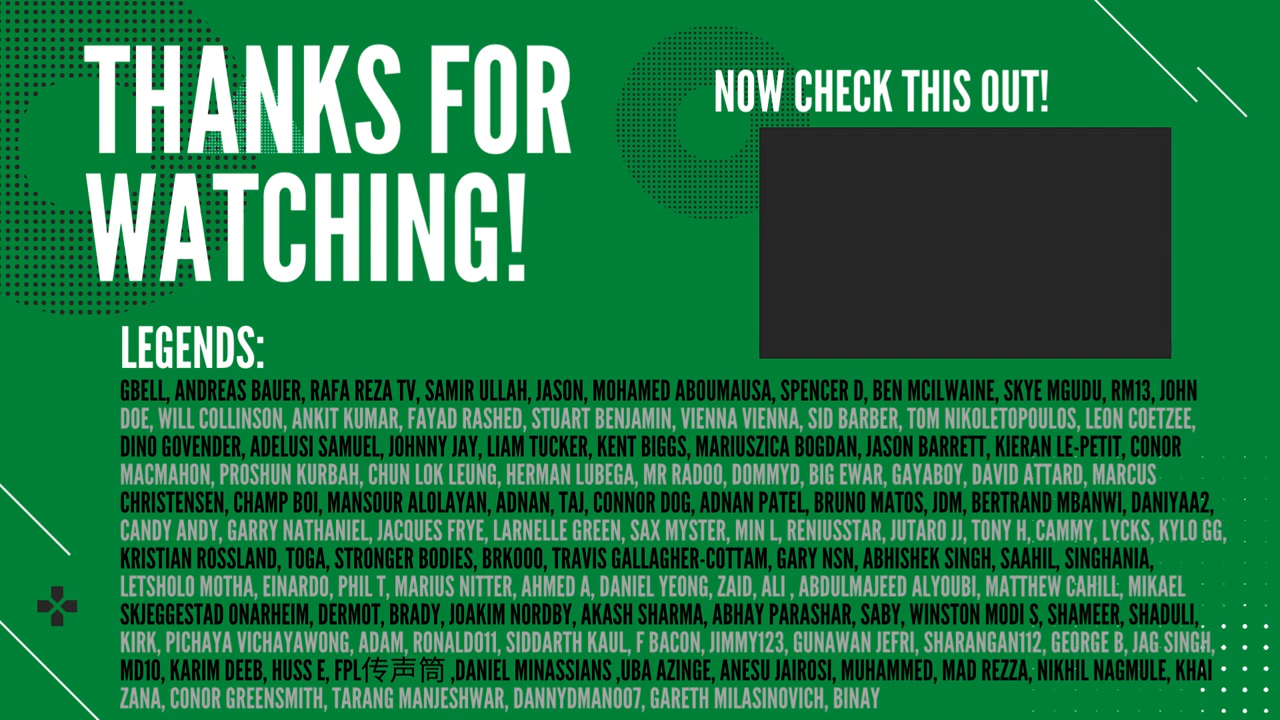 THANKS FOR
WATCHING!
NOW CHECK THIS OUT!
LEGENDS:
GBELL, ANDREAS BAUER, RAFA REZA TV, SAMIR ULLAH, JASON, MOHAMED ABOUMAUSA, SPENCER D, BEN MCILWAINE, SKYE MGUDU, RM13, JOHN
DOE, WILL COLLINSON, ANKIT KUMAR, FAYAD RASHED, STUART BENJAMIN, VIENNA VIENNA, SID BARBER, TOM NIKOLETOPOULOS, LEON COETZEE,
DINO GOVENDER, ADELUSI SAMUEL, JOHNNY JAY, LIAM TUCKER, KENT BIGGS, MARIUSZICA BOGDAN, JASON BARRETT, KIERAN LE-PETIT, CONOR
MACMAHON, PROSHUN KURBAH, CHUN LOK LEUNG, HERMAN LUBEGA, MR RADOO, DOMMYD, BIG EWAR, GAYABOY, DAVID ATTARD, MARCUS
CHRISTENSEN, CHAMP BOI, MANSOUR ALOLAYAN, ADNAN, TAJ, CONNOR DOG, ADNAN PATEL, BRUNO MATOS, JDM, BERTRAND MBANWI, DANIYAA2,
CANDY ANDY, GARRY NATHANIEL, JACQUES FRYE, LARNELLE GREEN, SAX MYSTER, MIN L, RENIUSSTAR, JUTARO JI, TONY H, CAMMY, LYCKS, KYLO GG,
KRISTIAN ROSSLAND, TOGA, STRONGER BODIES, BRK000, TRAVIS GALLAGHER-COTTAM, GARY NSN, ABHISHEK SINGH, SAAHIL, SINGHANIA,
LETSHOLO MOTHA, EINARDO, PHIL T, MARIUS NITTER, AHMED A, DANIEL YEONG, ZAID, ALI , ABDULMAJEED ALYOUBI, MATTHEW CAHILL, MIKAEL
SKJEGGESTAD ONARHEIM, DERMOT, BRADY, JOAKIM NORDBY, AKASH SHARMA, ABHAY PARASHAR, SABY, WINSTON MODI S, SHAMEER, SHADULI,
KIRK, PICHAYA VICHAYAWONG, ADAM, RONALDO11, SIDDARTH KAUL, F BACON, JIMMY123, GUNAWAN JEFRI, SHARANGAN112, GEORGE B, JAG SINGH,
MD10, KARIM DEEB, HUSS E, FPL传声筒 ,DANIEL MINASSIANS ,UBA AZINGE, ANESU JAIROSI, MUHAMMED, MAD REZZA, NIKHIL NAGMULE, KHAI
ZANA, CONOR GREENSMITH, TARANG MANJESHWAR, DANNYDMAN007, GARETH MILASINOVICH, BINAY